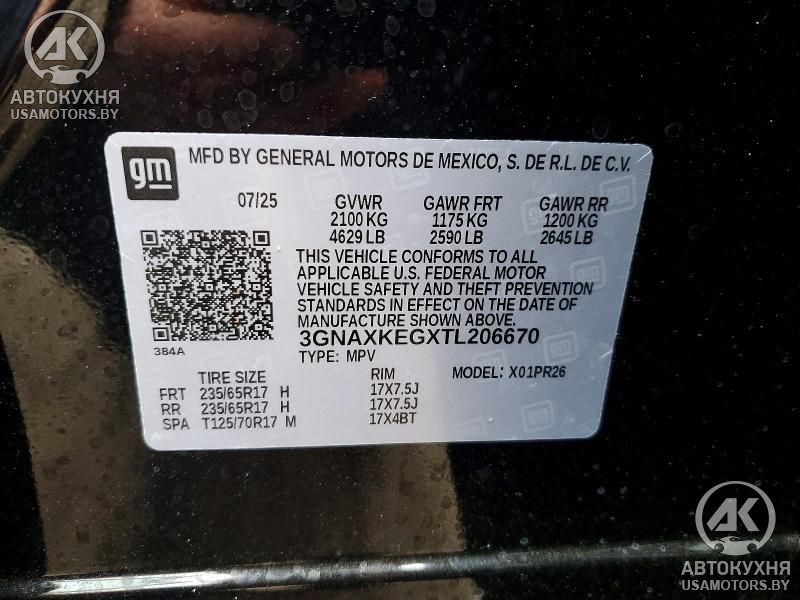 АВТОКУХНЯ
USAMOTORS.BY
gm
MFD BY GENERAL MOTORS DE MEXICO, S. DE R.L. DE C.V.
07/25 GVWR GAWR FRT GAWR RR
2100 KG 1175 KG 1200 KG
4629 LB 2590 LB 2645 LB
THIS VEHICLE CONFORMS TO ALL
APPLICABLE U.S. FEDERAL MOTOR
VEHICLE SAFETY AND THEFT PREVENTION
STANDARDS IN EFFECT ON THE DATE OF
MANUFACTURE SHOWN ABOVE.
384A
3GNAXKEGXTL206670
TYPE: MPV
TIRE SIZE RIM MODEL: X01PR26
FRT 235/65R17 H 17X7.5J
RR 235/65R17 H 17X7.5J
SPA T125/70R17 M 17X4BT
АК
АВТОКУХНЯ
USAMOTORS.BY